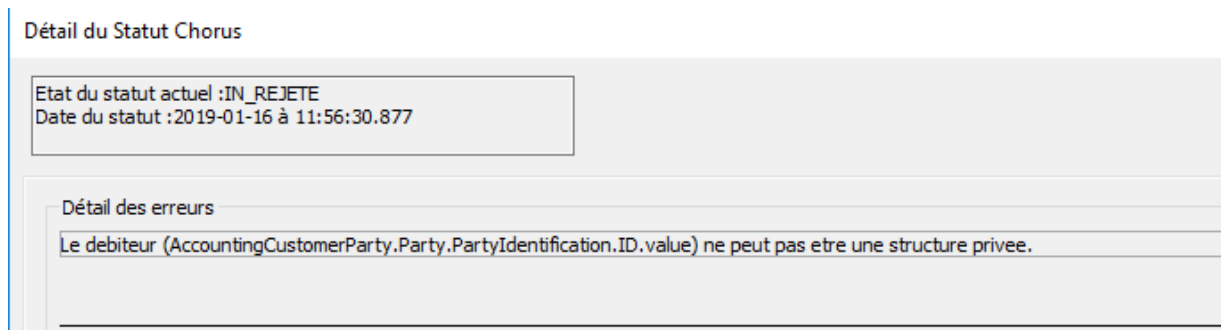 Détail du Statut Chorus
Etat du statut actuel :IN_REJETE
Date du statut :2019-01-16 à 11:56:30.877
Détail des erreurs
Le debiteur (AccountingCustomerParty.Party.PartyIdentification.ID.value) ne peut pas etre une structure privee.